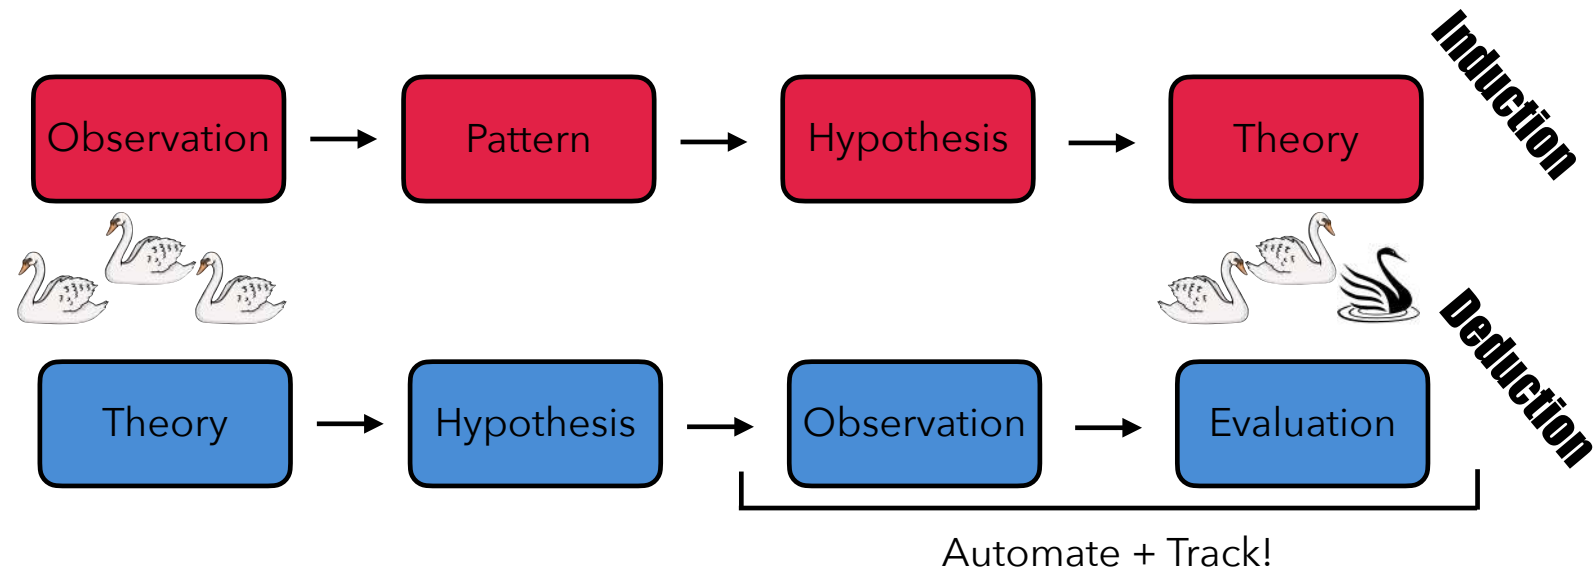 Observation
Pattern
Hypothesis
Theory
Induction
Theory
Hypothesis
Observation
Evaluation
Deduction
Automate + Track!